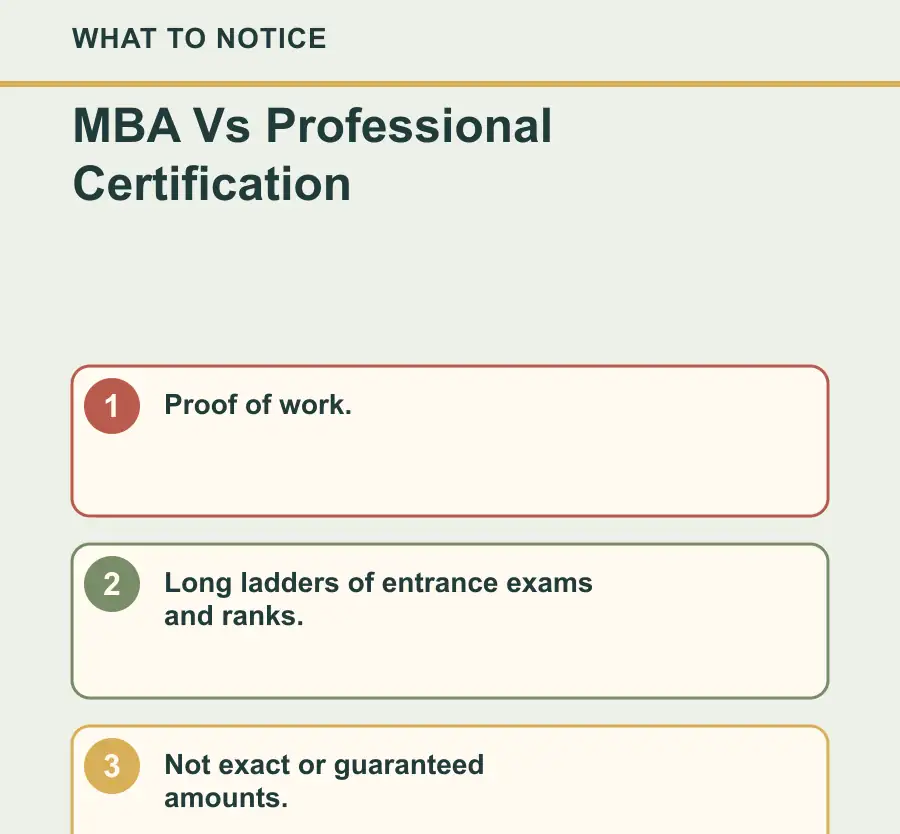 WHAT TO NOTICE
MBA Vs Professional
Certification
1
Proof of work.
2
Long ladders of entrance exams
and ranks.
3
Not exact or guaranteed
amounts.